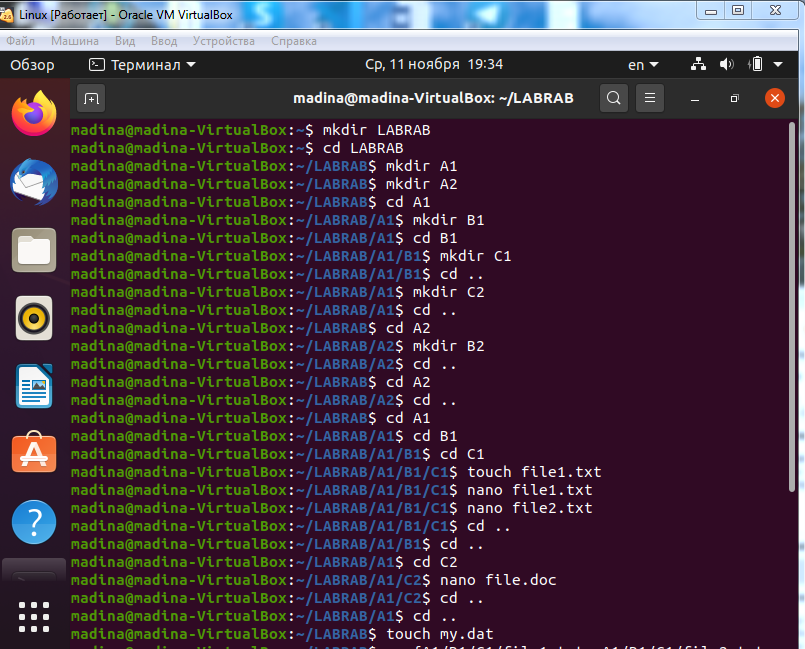 Linux [Работает] - Oracle VM VirtualBox
Файл Машина Вид Ввод Устройства Справка
Обзор Терминал Ср, 11 ноября 19:34 en
madina@madina-VirtualBox: ~/LABRAB
madina@madina-VirtualBox:~$ mkdir LABRAB
madina@madina-VirtualBox:~$ cd LABRAB
madina@madina-VirtualBox:~/LABRAB$ mkdir A1
madina@madina-VirtualBox:~/LABRAB$ mkdir A2
madina@madina-VirtualBox:~/LABRAB$ cd A1
madina@madina-VirtualBox:~/LABRAB/A1$ mkdir B1
madina@madina-VirtualBox:~/LABRAB/A1$ cd B1
madina@madina-VirtualBox:~/LABRAB/A1/B1$ mkdir C1
madina@madina-VirtualBox:~/LABRAB/A1/B1$ cd ..
madina@madina-VirtualBox:~/LABRAB/A1$ mkdir C2
madina@madina-VirtualBox:~/LABRAB/A1$ cd ..
madina@madina-VirtualBox:~/LABRAB$ cd A2
madina@madina-VirtualBox:~/LABRAB/A2$ mkdir B2
madina@madina-VirtualBox:~/LABRAB/A2$ cd ..
madina@madina-VirtualBox:~/LABRAB$ cd A2
madina@madina-VirtualBox:~/LABRAB/A2$ cd ..
madina@madina-VirtualBox:~/LABRAB$ cd A1
madina@madina-VirtualBox:~/LABRAB/A1$ cd B1
madina@madina-VirtualBox:~/LABRAB/A1/B1$ cd C1
madina@madina-VirtualBox:~/LABRAB/A1/B1/C1$ touch file1.txt
madina@madina-VirtualBox:~/LABRAB/A1/B1/C1$ nano file1.txt
madina@madina-VirtualBox:~/LABRAB/A1/B1/C1$ nano file2.txt
madina@madina-VirtualBox:~/LABRAB/A1/B1/C1$ cd ..
madina@madina-VirtualBox:~/LABRAB/A1/B1$ cd ..
madina@madina-VirtualBox:~/LABRAB/A1$ cd C2
madina@madina-VirtualBox:~/LABRAB/A1/C2$ nano file.doc
madina@madina-VirtualBox:~/LABRAB/A1/C2$ cd ..
madina@madina-VirtualBox:~/LABRAB/A1$ cd ..
madina@madina-VirtualBox:~/LABRAB$ touch my.dat